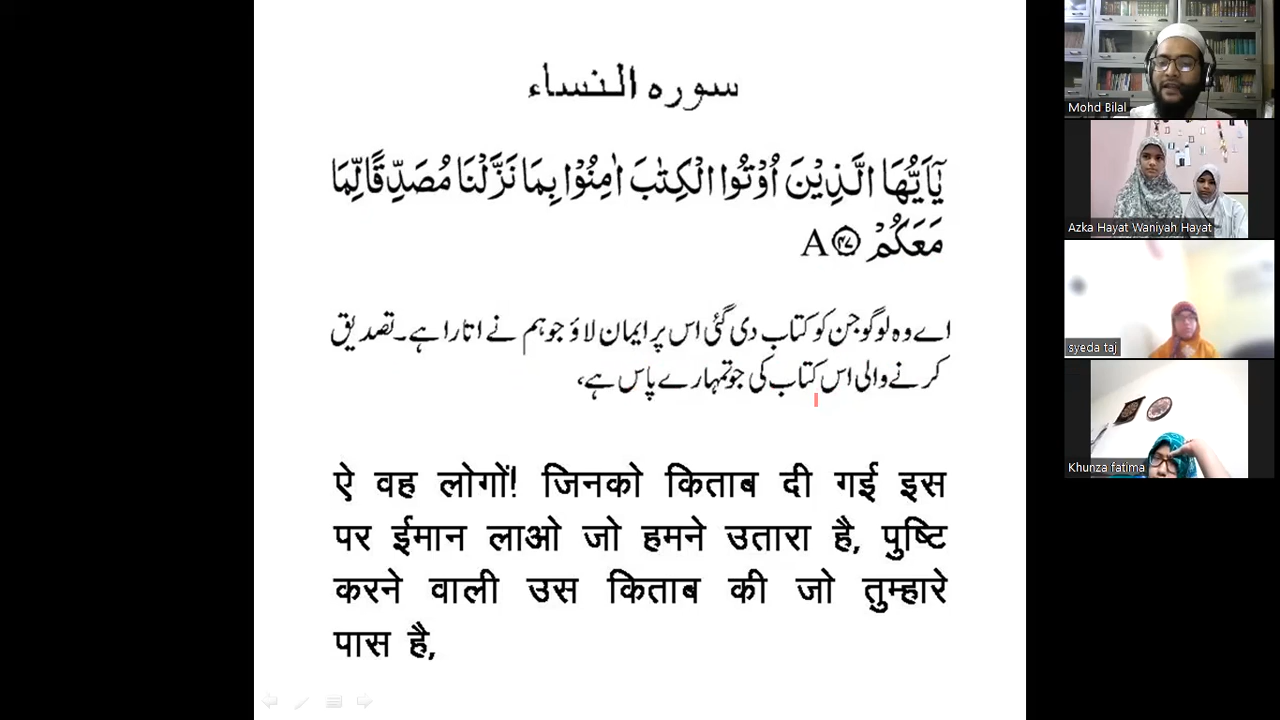 سوره النساء
يٰٓاَيُّهَا الَّذِيْنَ اُوْتُوا الْكِتٰبَ اٰمِنُوْا بِمَا نَزَّلْنَا مُصَدِّقًا لِّمَا
مَعَكُمْ ۴۷ A
اے وہ لوگو جن کو کتاب دی گئی اس پر ایمان لاؤ جو ہم نے اتارا ہے۔ تصدیق
کرنے والی اس کتاب کی جو تمہارے پاس ہے،
ऐ वह लोगों! जिनको किताब दी गई इस
पर ईमान लाओ जो हमने उतारा है, पुष्टि
करने वाली उस किताब की जो तुम्हारे
पास है,
Mohd Bilal
Azka Hayat Waniyah Hayat
syeda taj
Khunza fatima